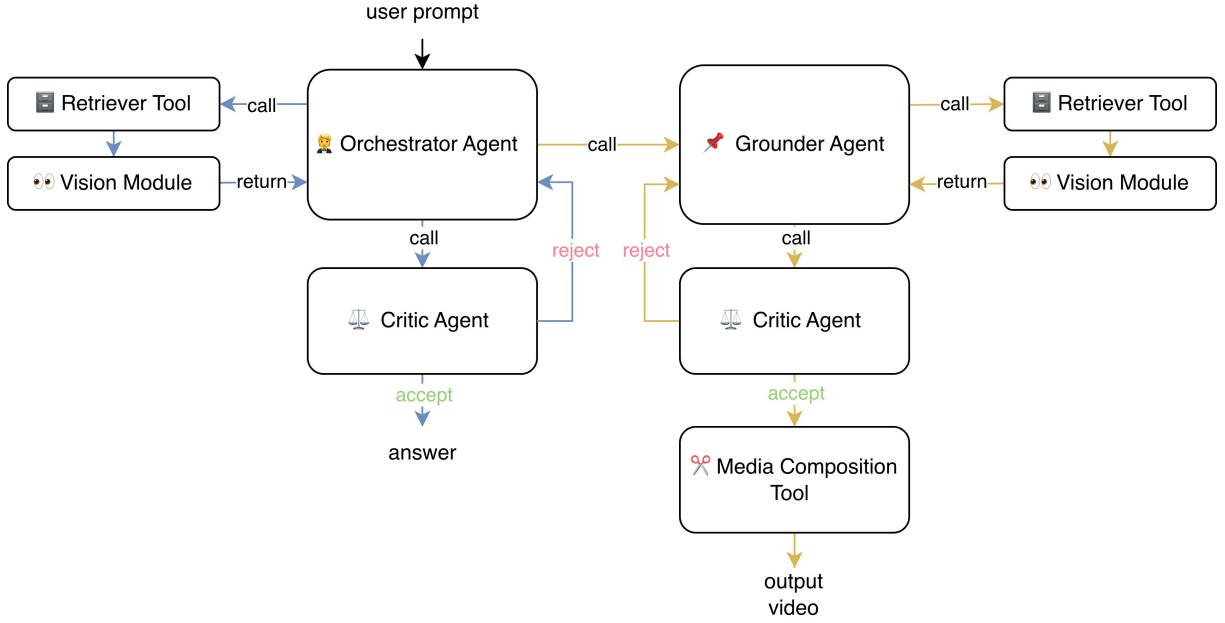 user prompt
Retriever Tool
call
Orchestrator Agent
call
Grounder Agent
call
Retriever Tool
Vision Module
return
return
Vision Module
call
reject
reject
call
Critic Agent
Critic Agent
accept
accept
answer
Media Composition
Tool
output
video